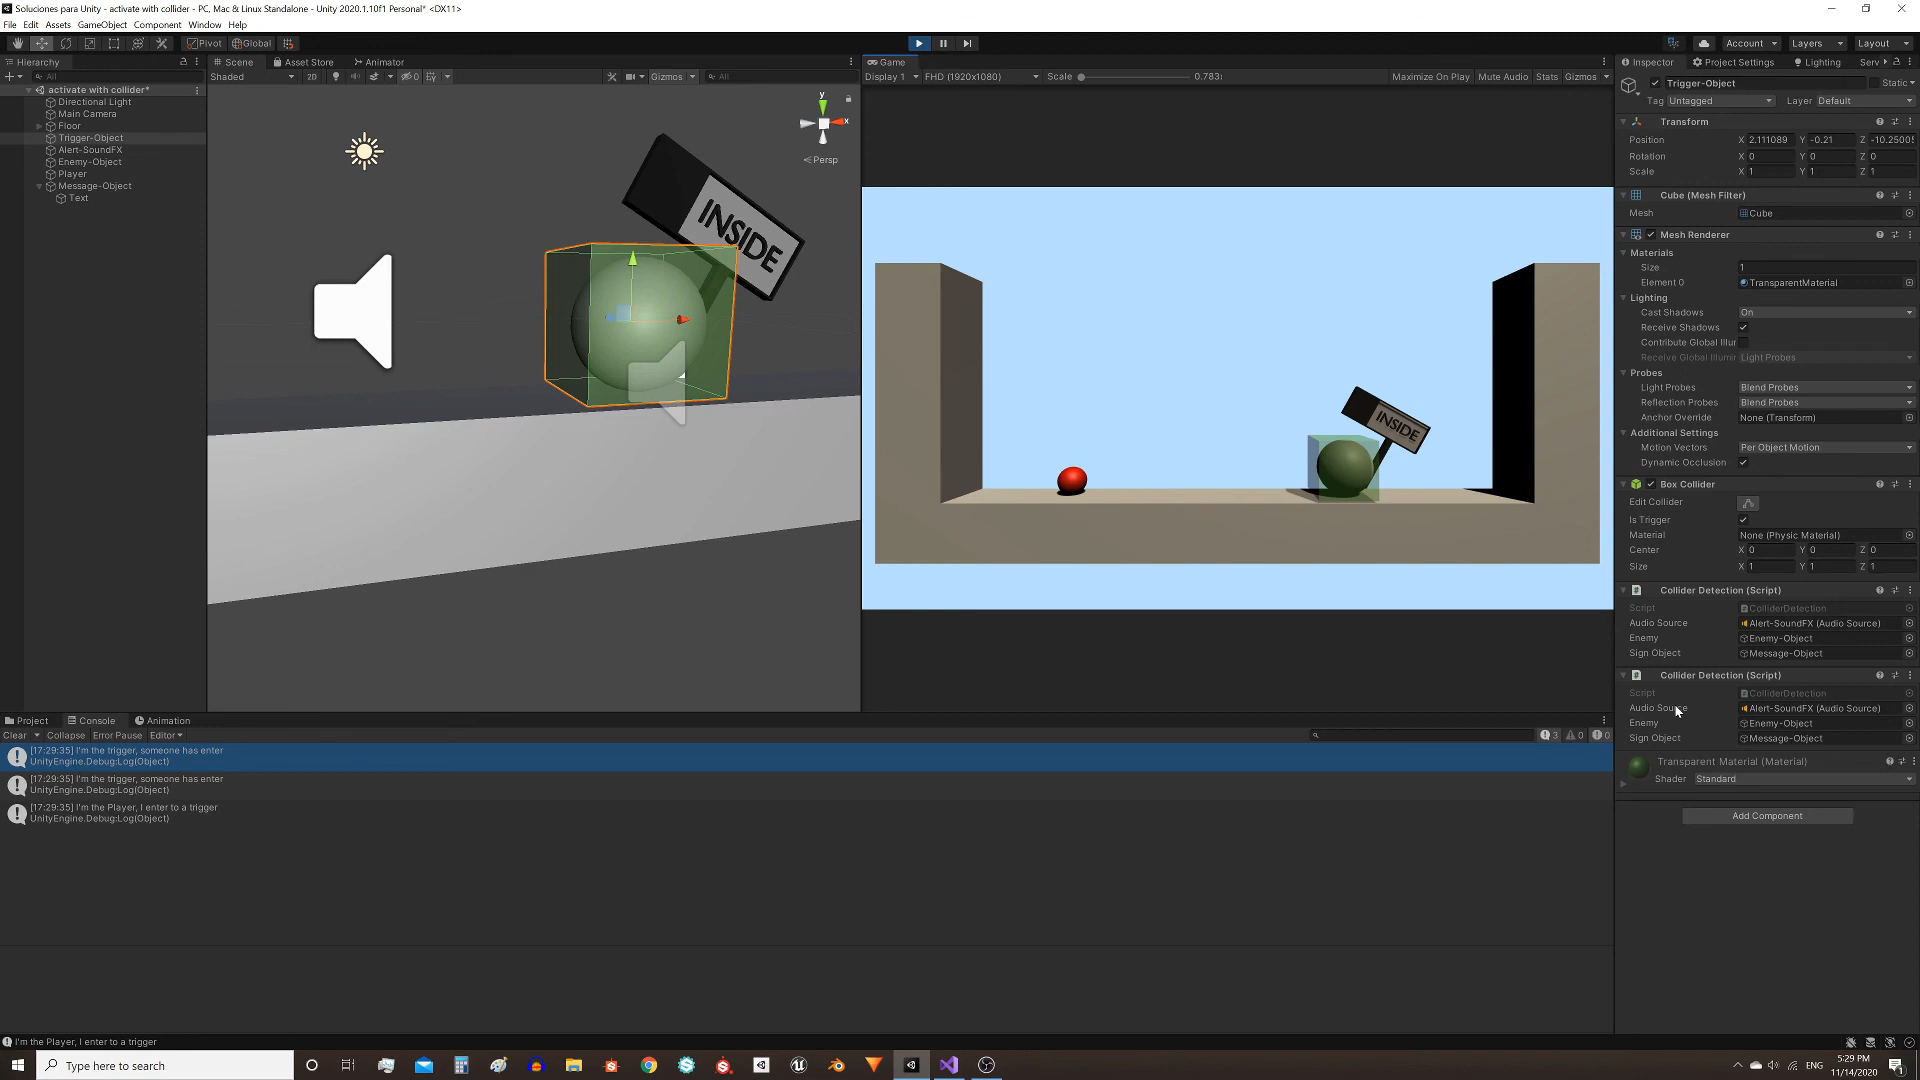 Soluciones para Unity - activate with collider - PC, Mac & Linux Standalone - Unity 2020.1.10f1 Personal* <DX11>
File Edit Assets GameObject Component Window Help
Pivot Global
Account Layers Layout
Hierarchy
All
activate with collider*
Directional Light
Main Camera
Floor
Trigger-Object
Alert-SoundFX
Enemy-Object
Player
Message-Object
Text
Scene Asset Store Animator
Shaded 2D 0 Gizmos All
y
x
Persp
INSIDE
Game
Display 1 FHD (1920x1080) Scale 0.783: Maximize On Play Mute Audio Stats Gizmos
INSIDE
Inspector Project Settings Lighting Serv
Trigger-Object Static
Tag Untagged Layer Default
Transform
Position X 2.111089 Y -0.21 Z -10.25005
Rotation X 0 Y 0 Z 0
Scale X 1 Y 1 Z 1
Cube (Mesh Filter)
Mesh Cube
Mesh Renderer
Materials
Size 1
Element 0 TransparentMaterial
Lighting
Cast Shadows On
Receive Shadows
Contribute Global Illur
Receive Global Illumir Light Probes
Probes
Light Probes Blend Probes
Reflection Probes Blend Probes
Anchor Override None (Transform)
Additional Settings
Motion Vectors Per Object Motion
Dynamic Occlusion
Box Collider
Edit Collider
Is Trigger
Material None (Physic Material)
Center X 0 Y 0 Z 0
Size X 1 Y 1 Z 1
Collider Detection (Script)
Script ColliderDetection
Audio Source Alert-SoundFX (Audio Source)
Enemy Enemy-Object
Sign Object Message-Object
Collider Detection (Script)
Script ColliderDetection
Audio Source Alert-SoundFX (Audio Source)
Enemy Enemy-Object
Sign Object Message-Object
Transparent Material (Material)
Shader Standard
Add Component
Project Console Animation
Clear Collapse Error Pause Editor 3 0 0
[17:29:35] I'm the trigger, someone has enter
UnityEngine.Debug:Log(Object)
[17:29:35] I'm the trigger, someone has enter
UnityEngine.Debug:Log(Object)
[17:29:35] I'm the Player, I enter to a trigger
UnityEngine.Debug:Log(Object)
I'm the Player, I enter to a trigger
Type here to search
ENG
5:29 PM
11/14/2020
1